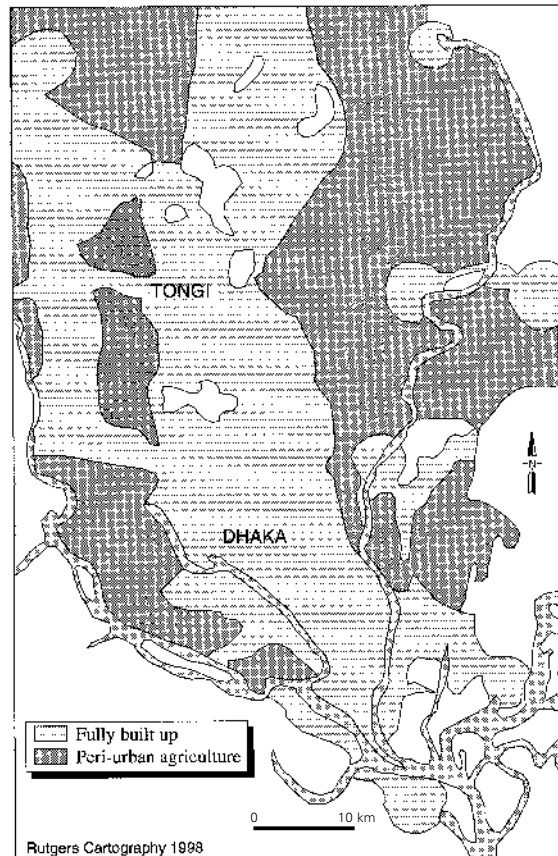 TONGI
N
DHAKA
Fully built up
Peri-urban agriculture
0 10 km
Rutgers Cartography 1998